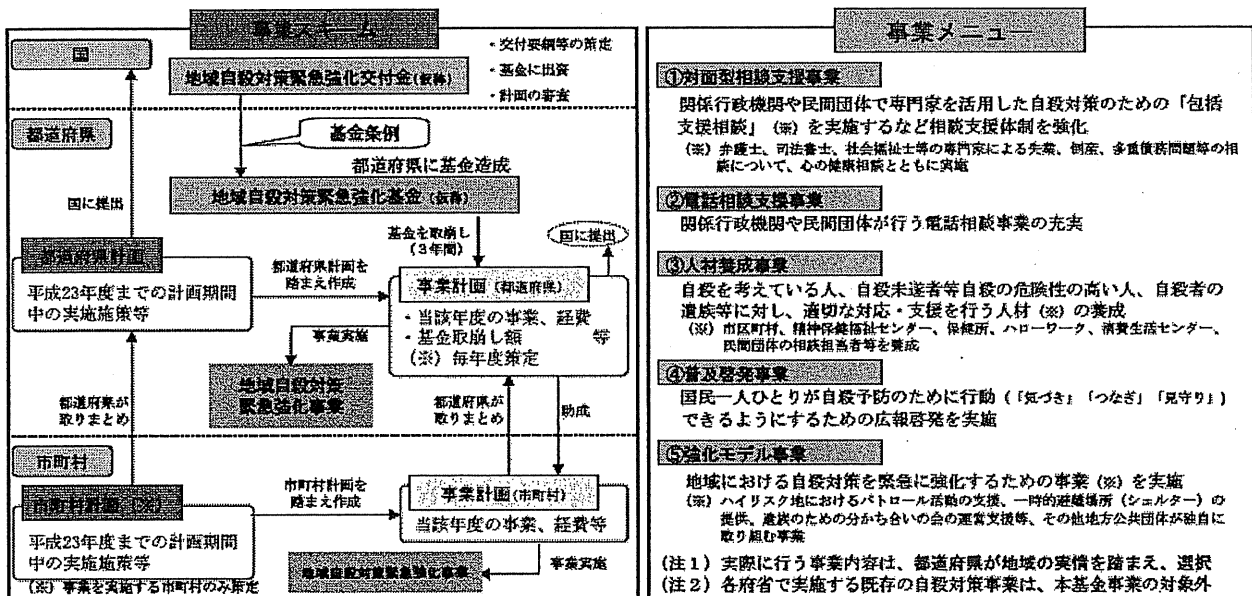 事業スキーム
国
・交付要綱等の策定
・基金に出資
・計画の審査
地域自殺対策緊急強化交付金(仮称)
都道府県
基金条例
都道府県に基金造成
地域自殺対策緊急強化基金(仮称)
国に提出
基金を取崩し
(3年間)
国に提出
都道府県計画
平成23年度までの計画期間
中の実施施策等
都道府県計画を
踏まえ作成
事業計画(都道府県)
・当該年度の事業、経費
・基金取崩し額 等
(※)毎年度策定
事業実施
地域自殺対策
緊急強化事業
都道府県が
取りまとめ
都道府県が
取りまとめ
助成
市町村
市町村計画(※)
平成23年度までの計画期間
中の実施施策等
(※)事業を実施する市町村のみ策定
市町村計画を
踏まえ作成
事業計画(市町村)
当該年度の事業、経費等
事業実施
地域自殺対策緊急強化事業
事業メニュー
①対面型相談支援事業
関係行政機関や民間団体で専門家を活用した自殺対策のための「包括
支援相談」(※)を実施するなど相談支援体制を強化
(※)弁護士、司法書士、社会福祉士等の専門家による失業、倒産、多重債務問題等の相
談について、心の健康相談とともに実施
②電話相談支援事業
関係行政機関や民間団体が行う電話相談事業の充実
③人材養成事業
自殺を考えている人、自殺未遂者等自殺の危険性の高い人、自殺者の
遺族等に対し、適切な対応・支援を行う人材(※)の養成
(※)市区町村、精神保健福祉センター、保健所、ハローワーク、消費生活センター、
民間団体の相談担当者等を養成
④普及啓発事業
国民一人ひとりが自殺予防のために行動(『気づき』『つなぎ』『見守り』)
できるようにするための広報啓発を実施
⑤強化モデル事業
地域における自殺対策を緊急に強化するための事業(※)を実施
(※)ハイリスク地におけるパトロール活動の支援、一時的避難場所(シェルター)の
提供、遺族のための分かち合いの会の運営支援等、その他地方公共団体が独自に
取り組む事業
(注1)実際に行う事業内容は、都道府県が地域の実情を踏まえ、選択
(注2)各府省で実施する既存の自殺対策事業は、本基金事業の対象外